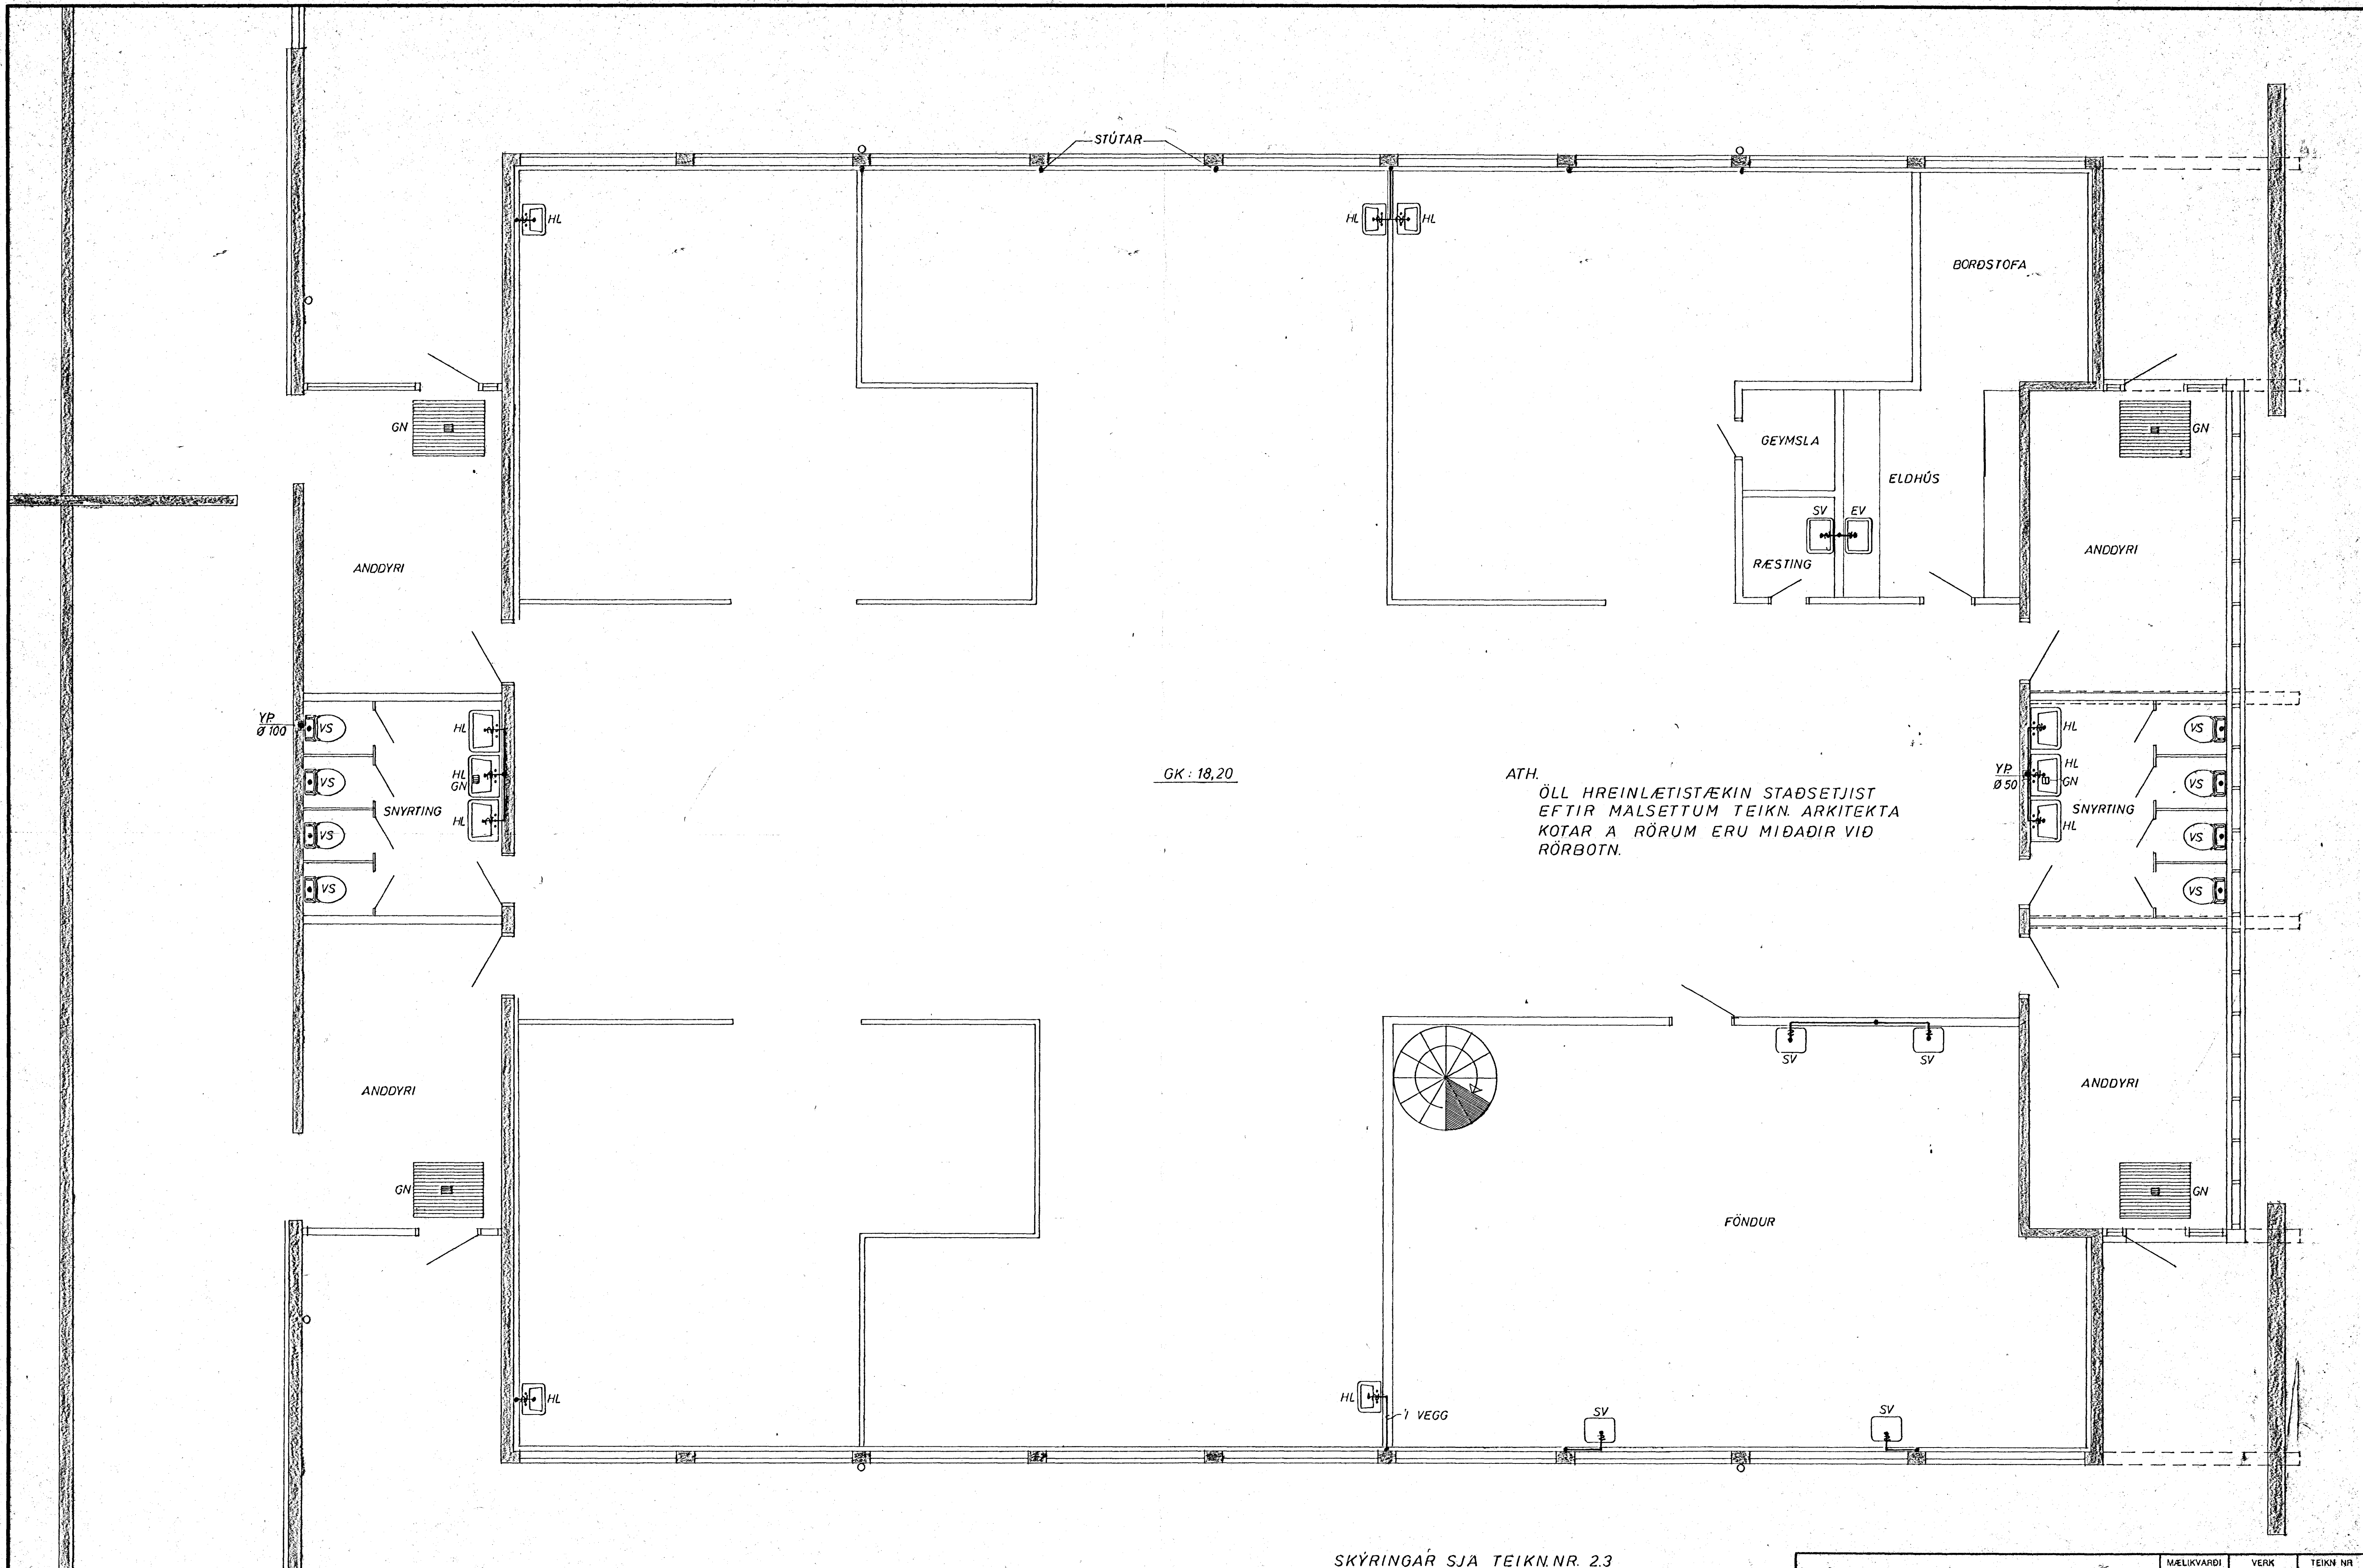 STÚTAR
HL
HL
HL
BORÐSTOFA
GN
GN
GEYMSLA
ELDHÚS
SV
EV
ANDDYRI
ANDDYRI
RÆSTING
YP.
Ø 100
VS
HL
HL
VS
VS
HL
GN
GK : 18,20
YP.
Ø 50
HL
GN
VS
SNYRTING
SNYRTING
VS
HL
HL
VS
VS
VS
ATH.
ÖLL HREINLÆTISTÆKIN STAÐSETJIST
EFTIR MALSETTUM TEIKN. ARKITEKTA
KOTAR A RÖRUM ERU MIÐAÐIR VIÐ
RÖRBOTN.
SV
SV
ANDDYRI
ANDDYRI
GN
GN
FÖNDUR
HL
HL
Í VEGG
SV
SV
SKÝRINGAR SJA TEIKN. NR. 2.3
MÆLIKVARÐI
VERK
TEIKN NR